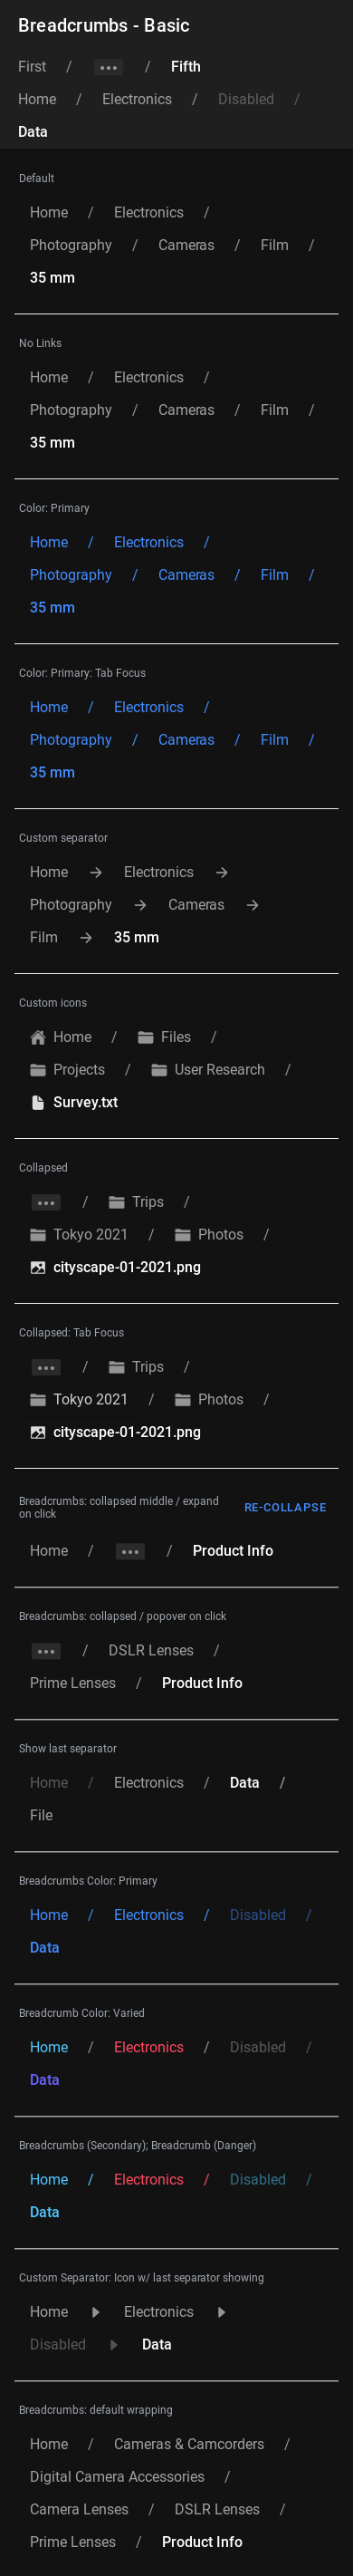 Breadcrumbs - Basic
First / ••• / Fifth
Home / Electronics / Disabled /
Data
Default
Home / Electronics /
Photography / Cameras / Film /
35 mm
No Links
Home / Electronics /
Photography / Cameras / Film /
35 mm
Color: Primary
Home / Electronics /
Photography / Cameras / Film /
35 mm
Color: Primary: Tab Focus
Home / Electronics /
Photography / Cameras / Film /
35 mm
Custom separator
Home → Electronics →
Photography → Cameras →
Film → 35 mm
Custom icons
Home / Files /
Projects / User Research /
Survey.txt
Collapsed
••• / Trips /
Tokyo 2021 / Photos /
cityscape-01-2021.png
Collapsed: Tab Focus
••• / Trips /
Tokyo 2021 / Photos /
cityscape-01-2021.png
Breadcrumbs: collapsed middle / expand
on click
RE-COLLAPSE
Home / ••• / Product Info
Breadcrumbs: collapsed / popover on click
••• / DSLR Lenses /
Prime Lenses / Product Info
Show last separator
Home / Electronics / Data /
File
Breadcrumbs Color: Primary
Home / Electronics / Disabled /
Data
Breadcrumb Color: Varied
Home / Electronics / Disabled /
Data
Breadcrumbs (Secondary); Breadcrumb (Danger)
Home / Electronics / Disabled /
Data
Custom Separator: Icon w/ last separator showing
Home Electronics
Disabled Data
Breadcrumbs: default wrapping
Home / Cameras & Camcorders /
Digital Camera Accessories /
Camera Lenses / DSLR Lenses /
Prime Lenses / Product Info